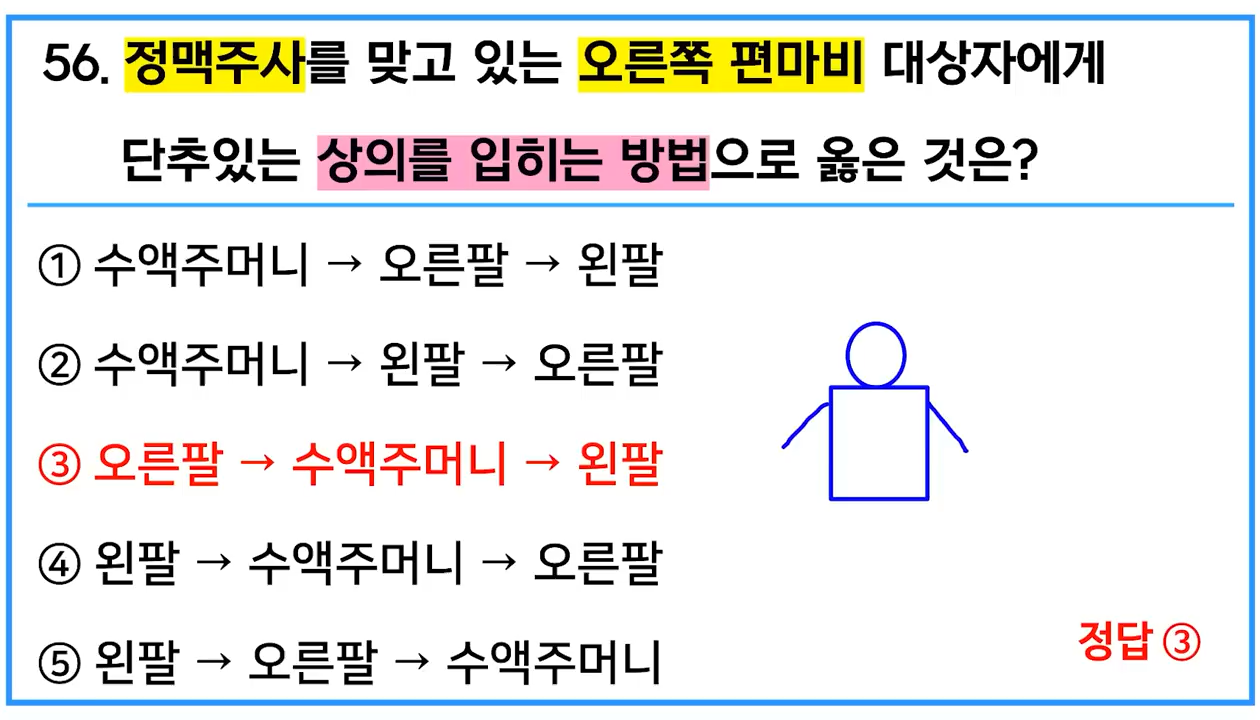 56. 정맥주사를 맞고 있는 오른쪽 편마비 대상자에게
단추있는 상의를 입히는 방법으로 옳은 것은?
① 수액주머니 → 오른팔 → 왼팔
② 수액주머니 → 왼팔 → 오른팔
③ 오른팔 → 수액주머니 → 왼팔
④ 왼팔 → 수액주머니 → 오른팔
⑤ 왼팔 → 오른팔 → 수액주머니
정답 ③